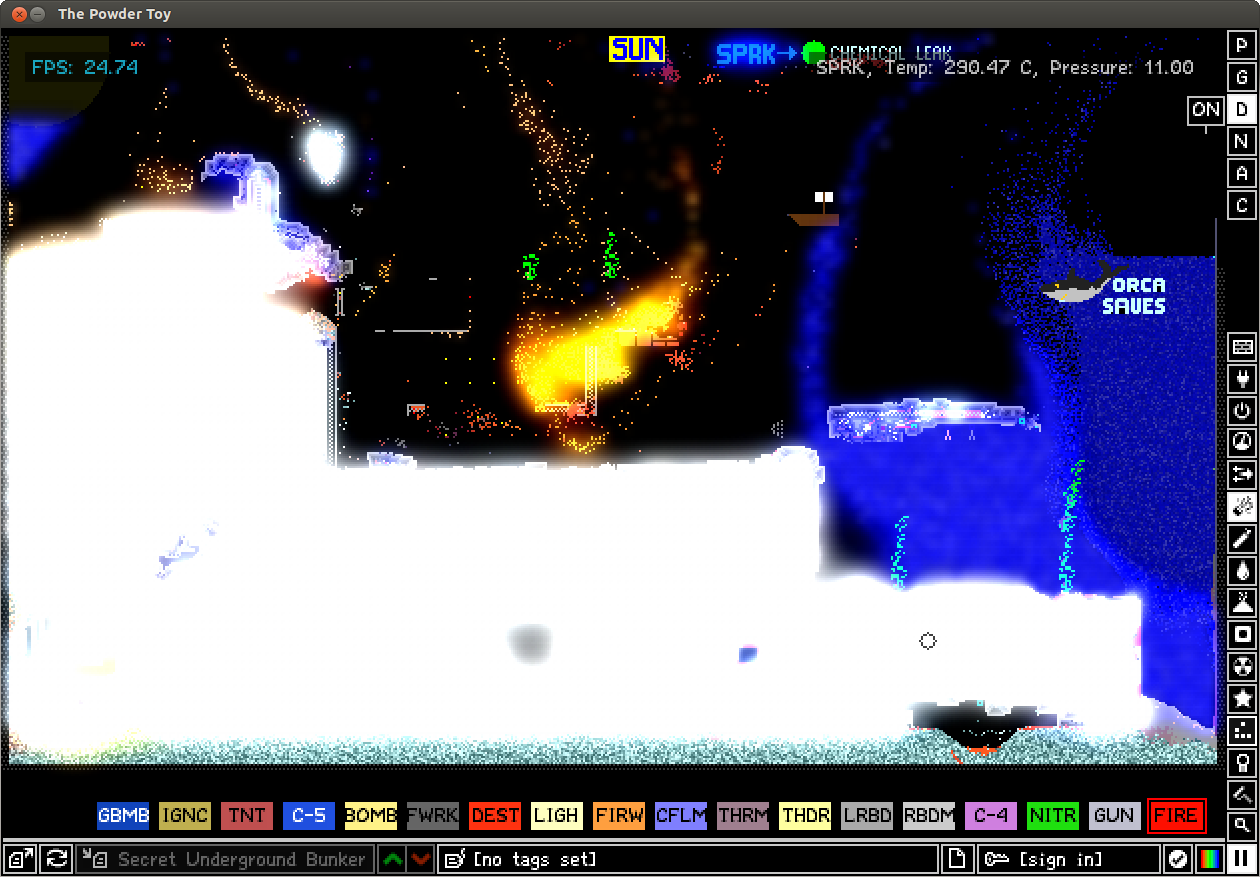 The Powder Toy
FPS: 24.74
SUN
SPRK
CHEMICAL LEAK
SPRK, Temp: 290.47 C, Pressure: 11.00
P
G
ON D
N
A
C
ORCA
SAVES
GBMB IGNC TNT C-5 BOMB FWRK DEST LIGH FIRW CFLM THRM THDR LRBD RBDM C-4 NITR GUN FIRE
Secret Underground Bunker [no tags set] [sign in]